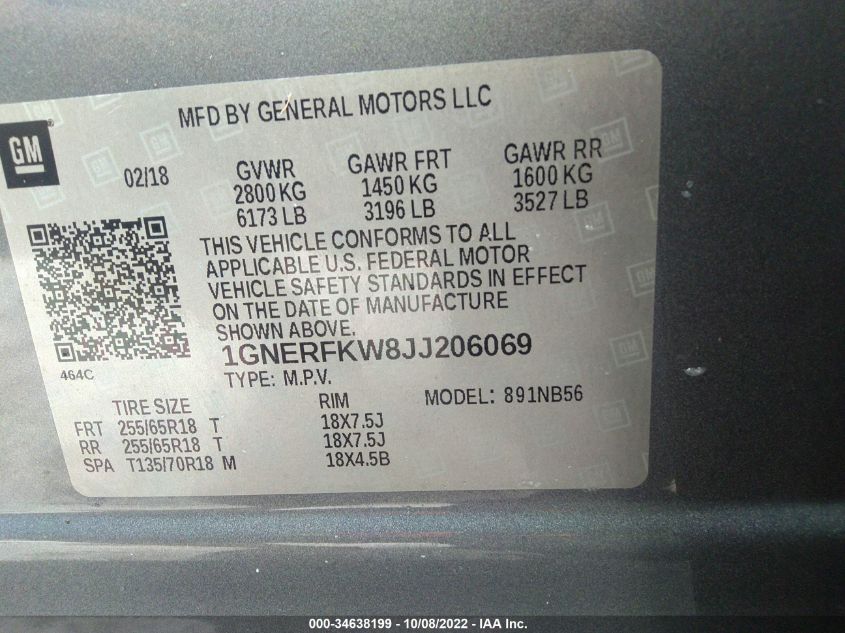 MFD BY GENERAL MOTORS LLC
GM
®
02/18 GVWR GAWR FRT GAWR RR
2800 KG 1450 KG 1600 KG
6173 LB 3196 LB 3527 LB
THIS VEHICLE CONFORMS TO ALL
APPLICABLE U.S. FEDERAL MOTOR
VEHICLE SAFETY STANDARDS IN EFFECT
ON THE DATE OF MANUFACTURE
SHOWN ABOVE.
1GNERFKW8JJ206069
464C
TYPE: M.P.V.
MODEL: 891NB56
TIRE SIZE RIM
FRT 255/65R18 T 18X7.5J
RR 255/65R18 T 18X7.5J
SPA T135/70R18 M 18X4.5B
000-34638199 - 10/08/2022 - IAA Inc.